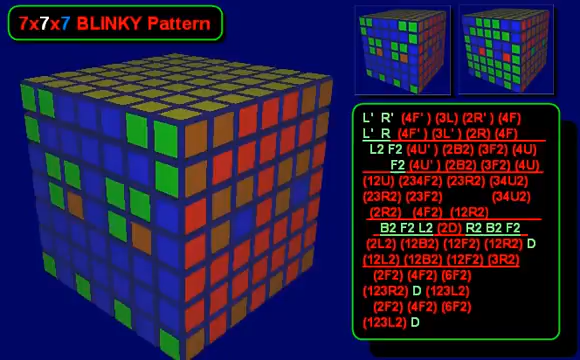 7x7x7 BLINKY Pattern
L' R' (4F' ) (3L) (2R' ) (4F)
L' R (4F' ) (3L' ) (2R) (4F)
L2 F2 (4U' ) (2B2) (3F2) (4U)
F2 (4U' ) (2B2) (3F2) (4U)
(12U) (234F2) (23R2) (34U2)
(23R2) (23F2) (34U2)
(2R2) (4F2) (12R2)
B2 F2 L2 (2D) R2 B2 F2
(2L2) (12B2) (12F2) (12R2) D
(12L2) (12B2) (12F2) (3R2)
(2F2) (4F2) (6F2)
(123R2) D (123L2)
(2F2) (4F2) (6F2)
(123L2) D